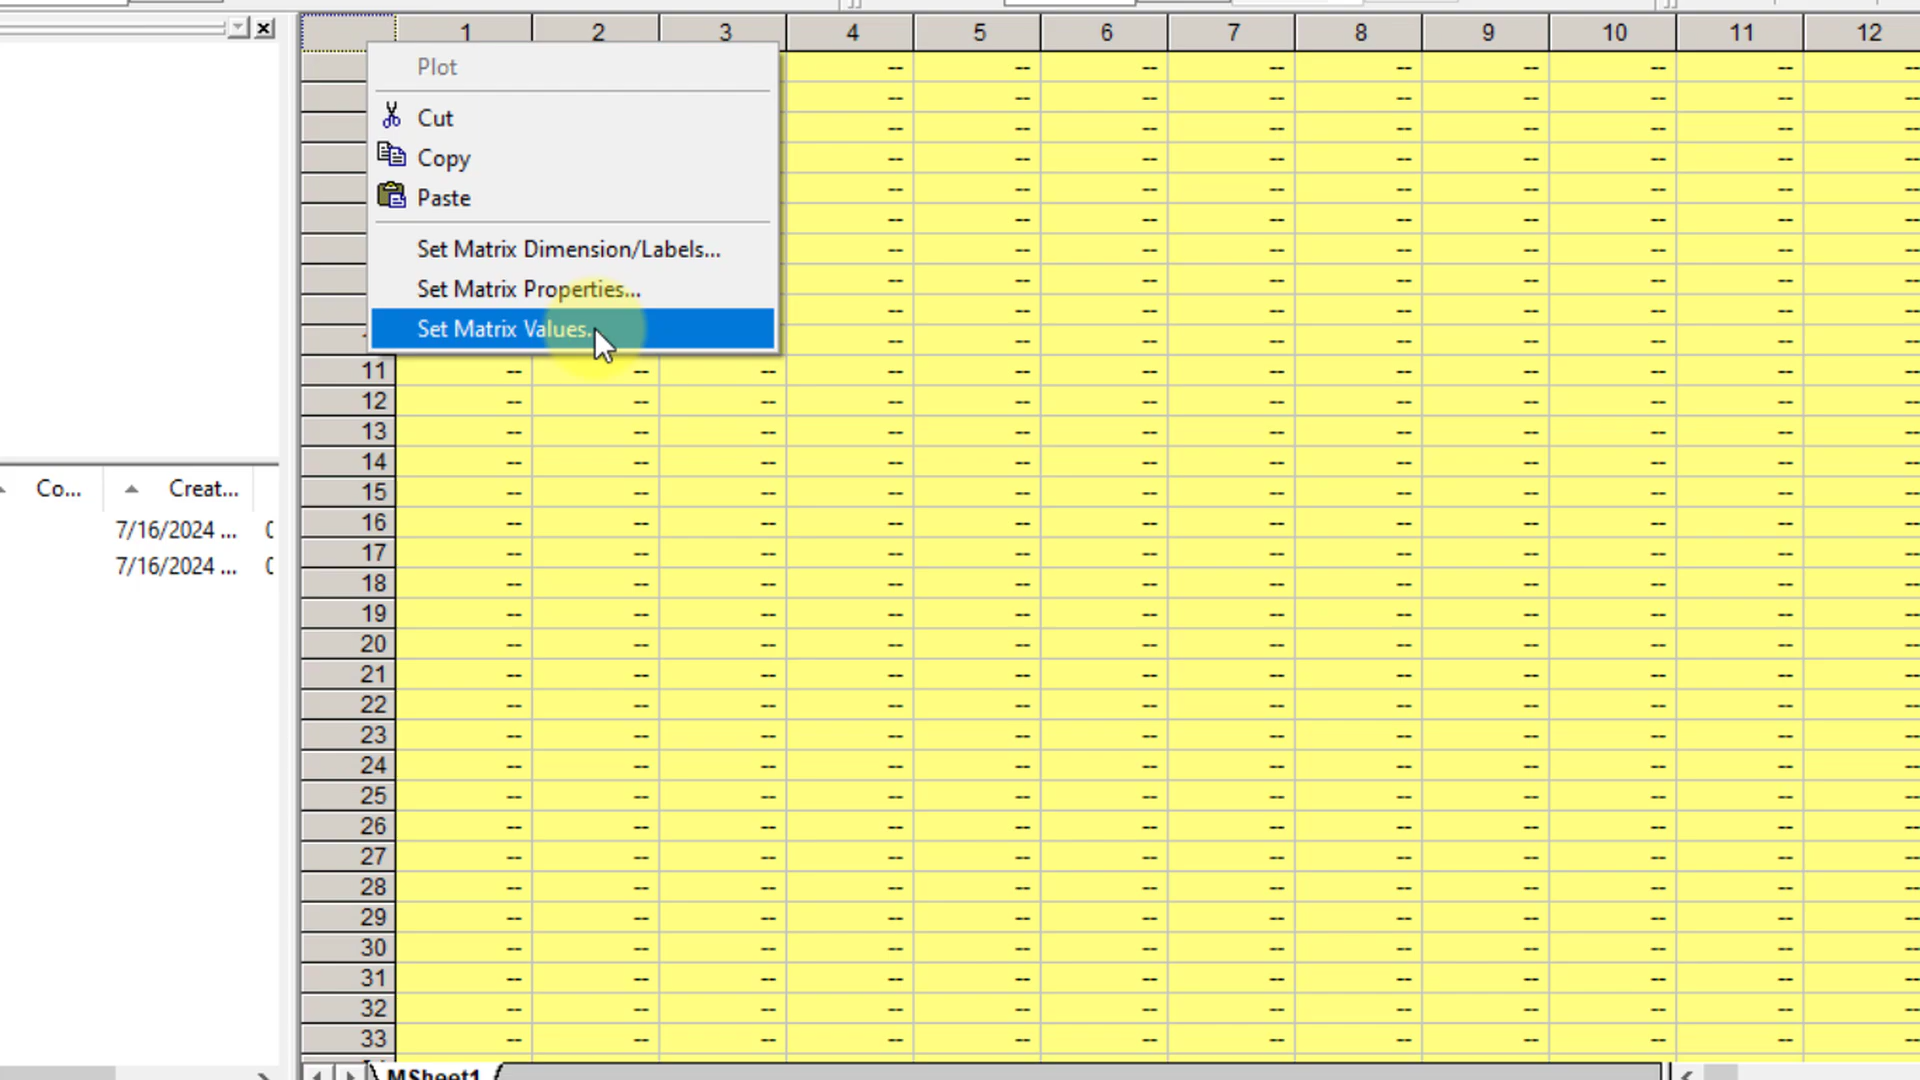 1 2 3 4 5 6 7 8 9 10 11 12
Plot
Cut
Copy
Paste
Set Matrix Dimension/Labels...
Set Matrix Properties...
Set Matrix Values..
-- -- -- -- -- -- -- -- --
-- -- -- -- -- -- -- -- --
-- -- -- -- -- -- -- -- --
-- -- -- -- -- -- -- -- --
-- -- -- -- -- -- -- -- --
-- -- -- -- -- -- -- -- --
-- -- -- -- -- -- -- -- --
-- -- -- -- -- -- -- -- --
-- -- -- -- -- -- -- -- --
-- -- -- -- -- -- -- -- --
11 -- -- -- -- -- -- -- -- -- -- -- --
12 -- -- -- -- -- -- -- -- -- -- -- --
13 -- -- -- -- -- -- -- -- -- -- -- --
14 -- -- -- -- -- -- -- -- -- -- -- --
15 -- -- -- -- -- -- -- -- -- -- -- --
16 -- -- -- -- -- -- -- -- -- -- -- --
17 -- -- -- -- -- -- -- -- -- -- -- --
18 -- -- -- -- -- -- -- -- -- -- -- --
19 -- -- -- -- -- -- -- -- -- -- -- --
20 -- -- -- -- -- -- -- -- -- -- -- --
21 -- -- -- -- -- -- -- -- -- -- -- --
22 -- -- -- -- -- -- -- -- -- -- -- --
23 -- -- -- -- -- -- -- -- -- -- -- --
24 -- -- -- -- -- -- -- -- -- -- -- --
25 -- -- -- -- -- -- -- -- -- -- -- --
26 -- -- -- -- -- -- -- -- -- -- -- --
27 -- -- -- -- -- -- -- -- -- -- -- --
28 -- -- -- -- -- -- -- -- -- -- -- --
29 -- -- -- -- -- -- -- -- -- -- -- --
30 -- -- -- -- -- -- -- -- -- -- -- --
31 -- -- -- -- -- -- -- -- -- -- -- --
32 -- -- -- -- -- -- -- -- -- -- -- --
33 -- -- -- -- -- -- -- -- -- -- -- --
Co... Creat...
7/16/2024 ...
7/16/2024 ...
MSheet1